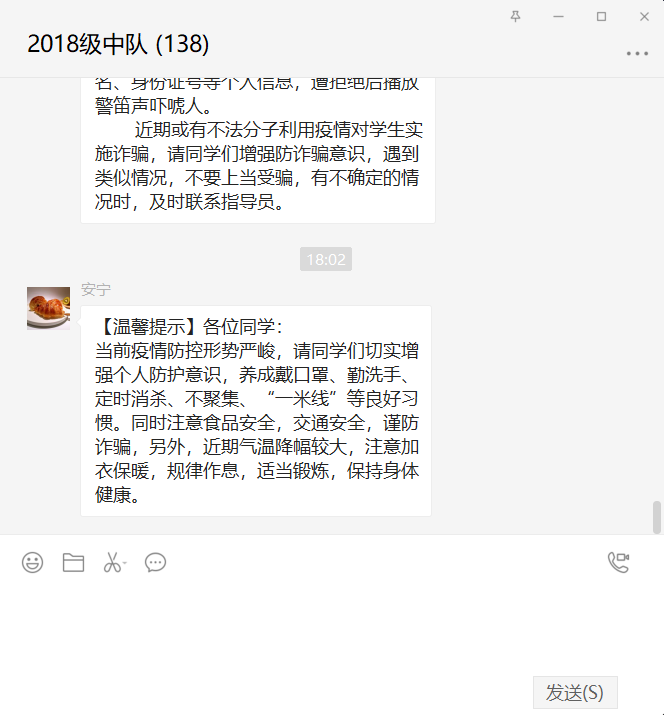 2018级中队 (138)
名、身份证号等个人信息，遭拒绝后播放
警笛声吓唬人。
近期或有不法分子利用疫情对学生实
施诈骗，请同学们增强防诈骗意识，遇到
类似情况，不要上当受骗，有不确定的情
况时，及时联系指导员。
18:02
安宁
【温馨提示】各位同学：
当前疫情防控形势严峻，请同学们切实增
强个人防护意识，养成戴口罩、勤洗手、
定时消杀、不聚集、“一米线”等良好习
惯。同时注意食品安全，交通安全，谨防
诈骗，另外，近期气温降幅较大，注意加
衣保暖，规律作息，适当锻炼，保持身体
健康。
发送(S)